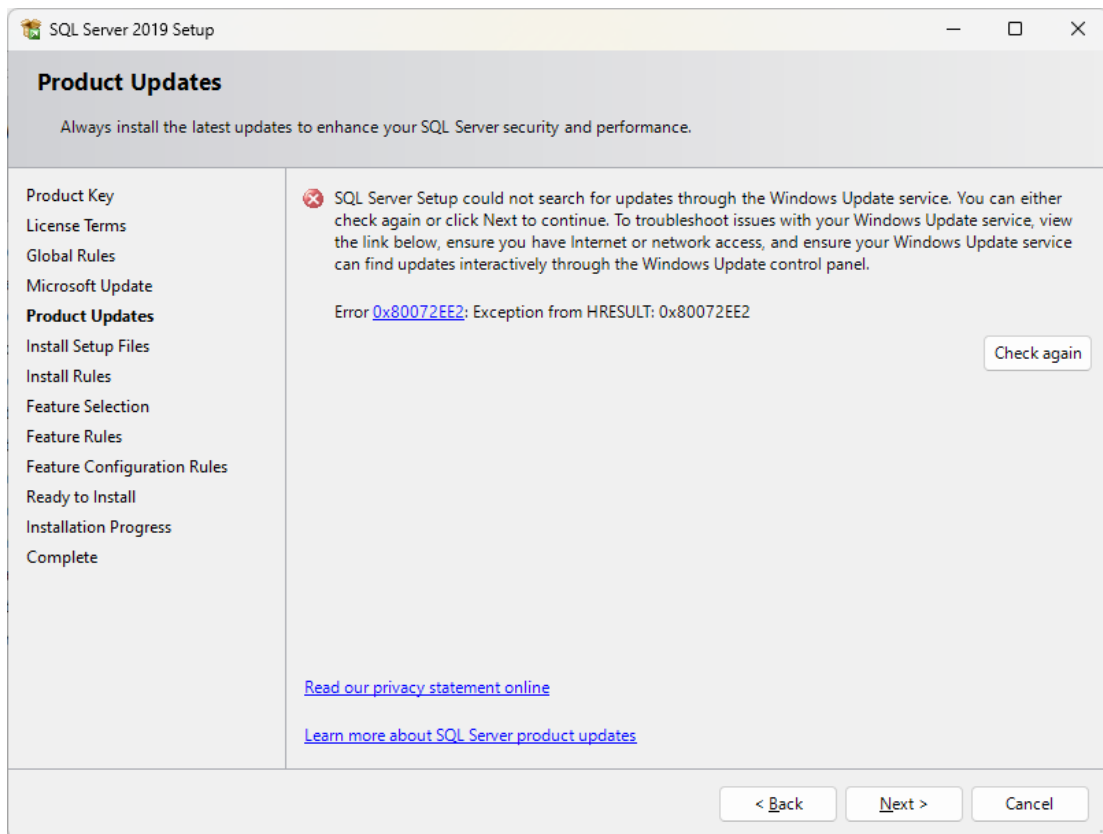 SQL Server 2019 Setup
Product Updates
Always install the latest updates to enhance your SQL Server security and performance.
Product Key
License Terms
Global Rules
Microsoft Update
Product Updates
Install Setup Files
Install Rules
Feature Selection
Feature Rules
Feature Configuration Rules
Ready to Install
Installation Progress
Complete
SQL Server Setup could not search for updates through the Windows Update service. You can either
check again or click Next to continue. To troubleshoot issues with your Windows Update service, view
the link below, ensure you have Internet or network access, and ensure your Windows Update service
can find updates interactively through the Windows Update control panel.
Error 0x80072EE2: Exception from HRESULT: 0x80072EE2
Check again
Read our privacy statement online
Learn more about SQL Server product updates
< Back
Next >
Cancel